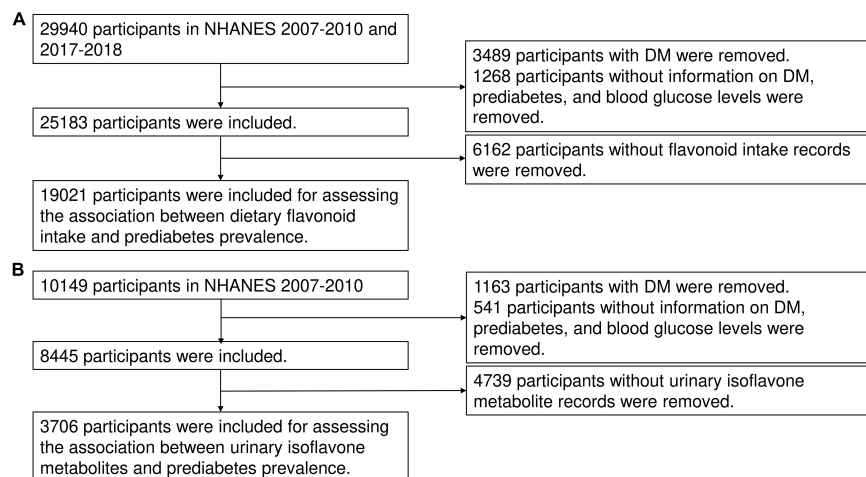 A
29940 participants in NHANES 2007-2010 and
2017-2018
3489 participants with DM were removed.
1268 participants without information on DM,
prediabetes, and blood glucose levels were
removed.
25183 participants were included.
6162 participants without flavonoid intake records
were removed.
19021 participants were included for assessing
the association between dietary flavonoid
intake and prediabetes prevalence.
B
10149 participants in NHANES 2007-2010
1163 participants with DM were removed.
541 participants without information on DM,
prediabetes, and blood glucose levels were
removed.
8445 participants were included.
4739 participants without urinary isoflavone
metabolite records were removed.
3706 participants were included for assessing
the association between urinary isoflavone
metabolites and prediabetes prevalence.